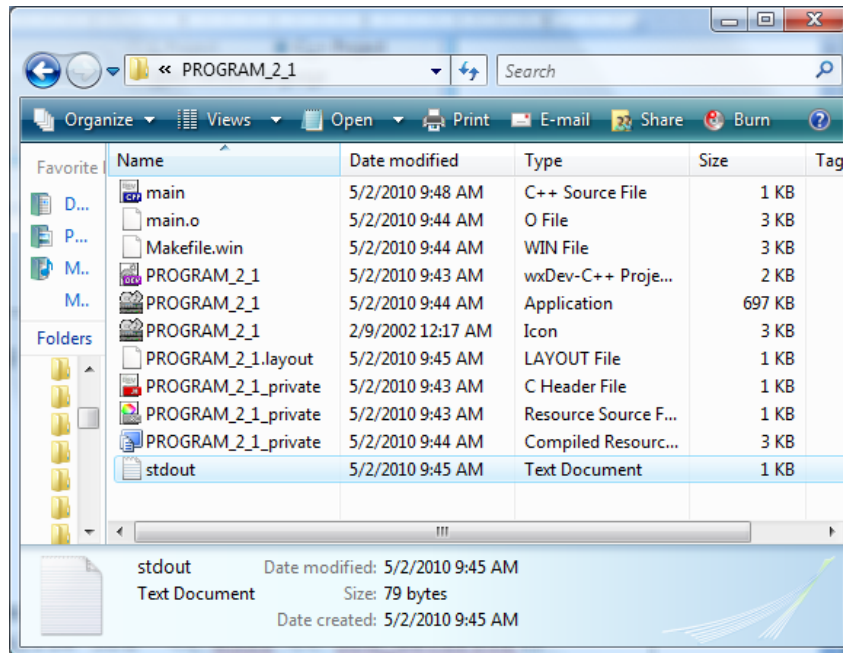 « PROGRAM_2_1
Search
Organize Views Open Print E-mail Share Burn
Favorite
Name Date modified Type Size Tag
D...
P...
M..
M..
Folders
main 5/2/2010 9:48 AM C++ Source File 1 KB
main.o 5/2/2010 9:44 AM O File 3 KB
Makefile.win 5/2/2010 9:44 AM WIN File 3 KB
PROGRAM_2_1 5/2/2010 9:43 AM wxDev-C++ Proje... 2 KB
PROGRAM_2_1 5/2/2010 9:44 AM Application 697 KB
PROGRAM_2_1 2/9/2002 12:17 AM Icon 3 KB
PROGRAM_2_1.layout 5/2/2010 9:45 AM LAYOUT File 1 KB
PROGRAM_2_1_private 5/2/2010 9:43 AM C Header File 1 KB
PROGRAM_2_1_private 5/2/2010 9:43 AM Resource Source F... 1 KB
PROGRAM_2_1_private 5/2/2010 9:44 AM Compiled Resourc... 3 KB
stdout 5/2/2010 9:45 AM Text Document 1 KB
stdout Date modified: 5/2/2010 9:45 AM
Text Document Size: 79 bytes
Date created: 5/2/2010 9:45 AM